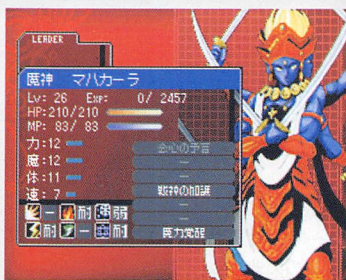 LEADER
魔神 マハカーラ
Lv: 26 Exp: 0/ 2457
HP:210/210
MP: 83/ 83
力:12
魔:12
会心の予言
体:11
—
速: 7
戦神の加護
— 耐 弱
—
耐 — 耐
魔力覚醒